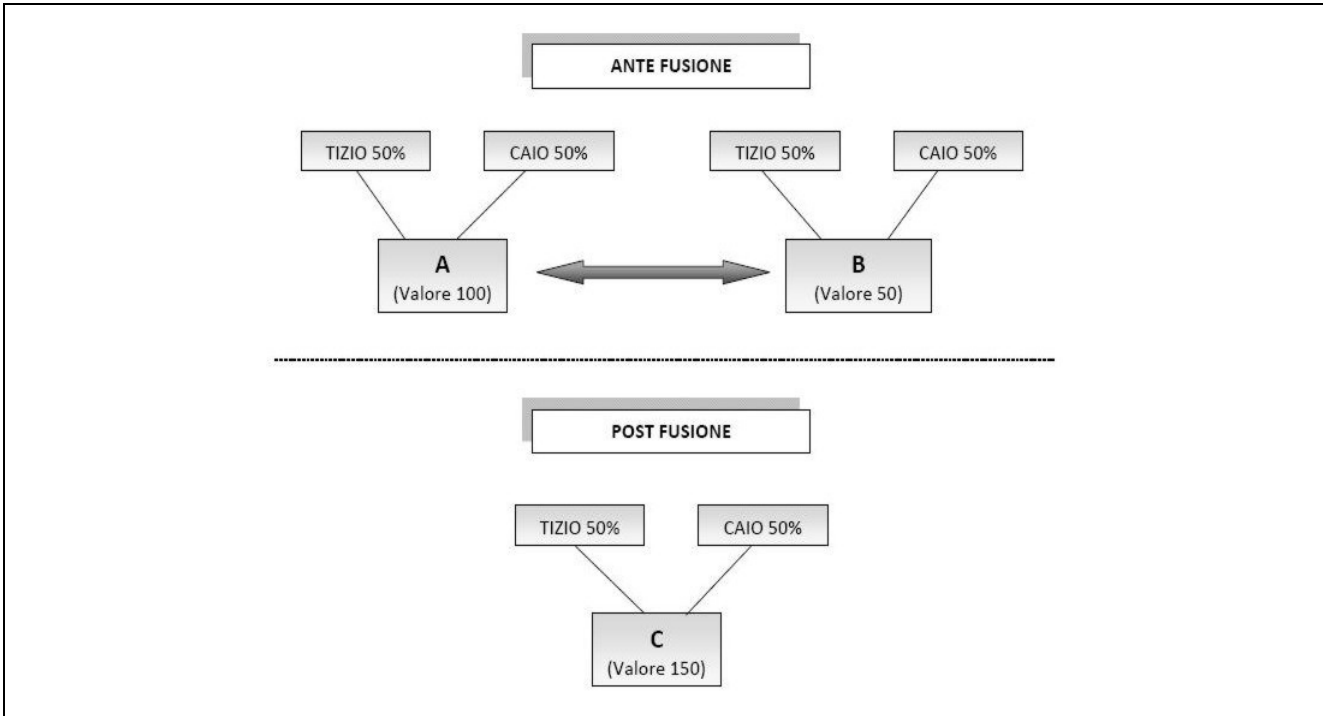 ANTE FUSIONE
TIZIO 50%
CAIO 50%
TIZIO 50%
CAIO 50%
A
(Valore 100)
B
(Valore 50)
POST FUSIONE
TIZIO 50%
CAIO 50%
C
(Valore 150)